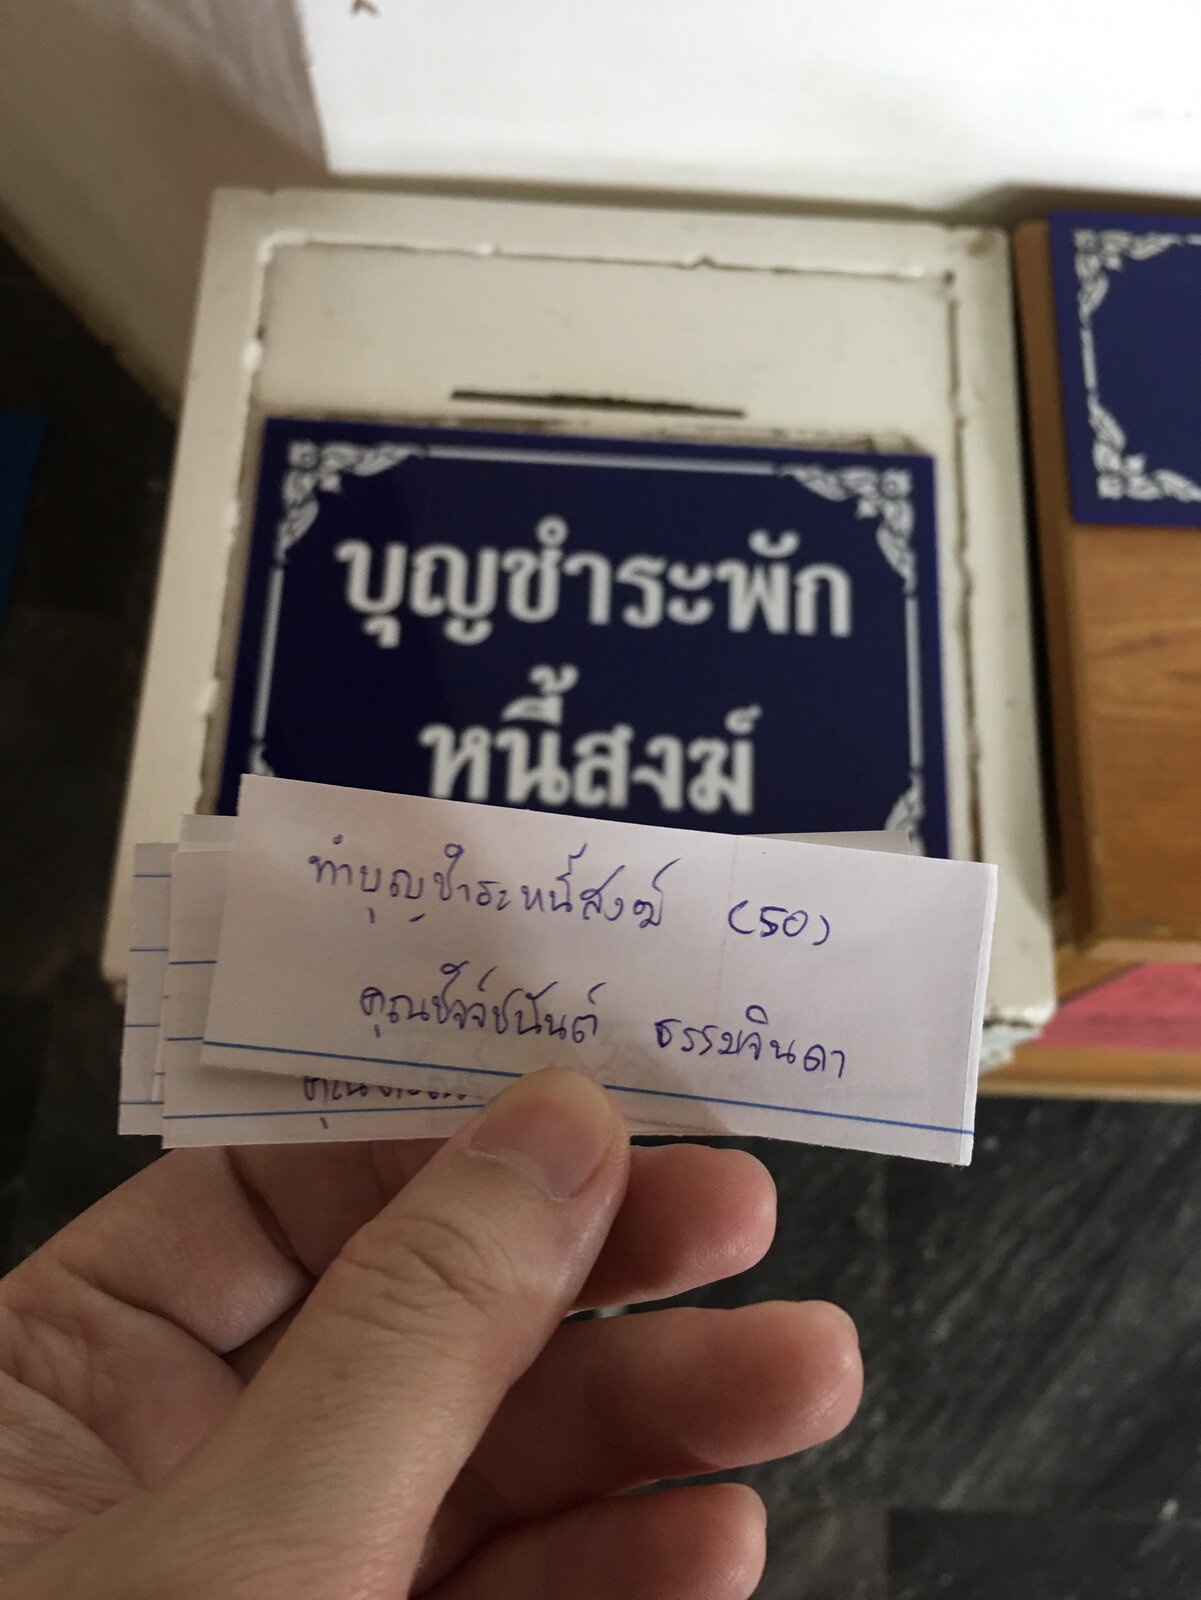 บุญชำระพัก
หนี้สงฆ์
ทำบุญชำระหนี้สงฆ์ (50)
คุณชัจจ์ชนันต์ ธรรมจินดา